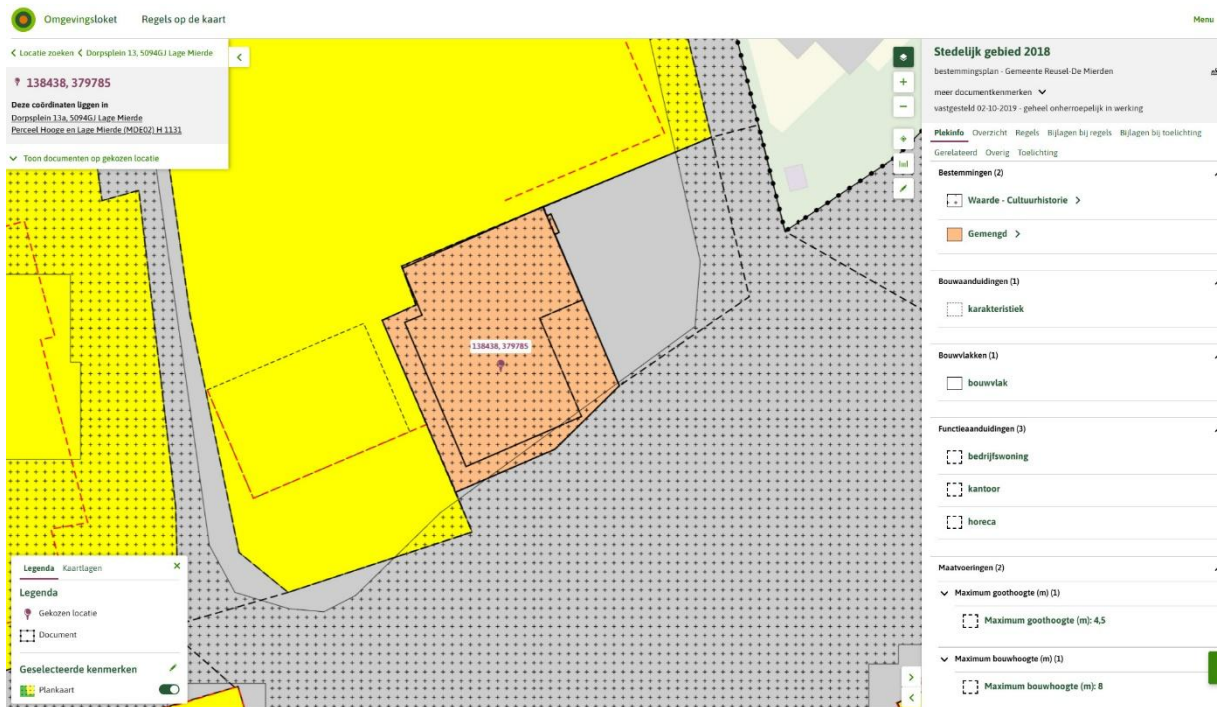 Omgevingsloket Regels op de kaart
Menu
Locatie zoeken Dorpsplein 13, 5094GJ Lage Mierde
138438, 379785
Deze coördinaten liggen in
Dorpsplein 13a, 5094GJ Lage Mierde
Perceel Hooge en Lage Mierde (MDE02) H 1131
Toon documenten op gekozen locatie
138438, 379785
Legenda Kaartlagen
Legenda
Gekozen locatie
Document
Geselecteerde kenmerken
Plankaart
Stedelijk gebied 2018
bestemmingsplan - Gemeente Reusel-De Mierden
meer documentkenmerken
vastgesteld 02-10-2019 - geheel onherroepelijk in werking
Plekinfo Overzicht Regels Bijlagen bij regels Bijlagen bij toelichting
Gerelateerd Overig Toelichting
Bestemmingen (2)
Waarde - Cultuurhistorie
Gemengd
Bouwaanduidingen (1)
karakteristiek
Bouwvlakken (1)
bouwvlak
Functieaanduidingen (3)
bedrijfswoning
kantoor
horeca
Maatvoeringen (2)
Maximum goothoogte (m) (1)
Maximum goothoogte (m): 4,5
Maximum bouwhoogte (m) (1)
Maximum bouwhoogte (m): 8